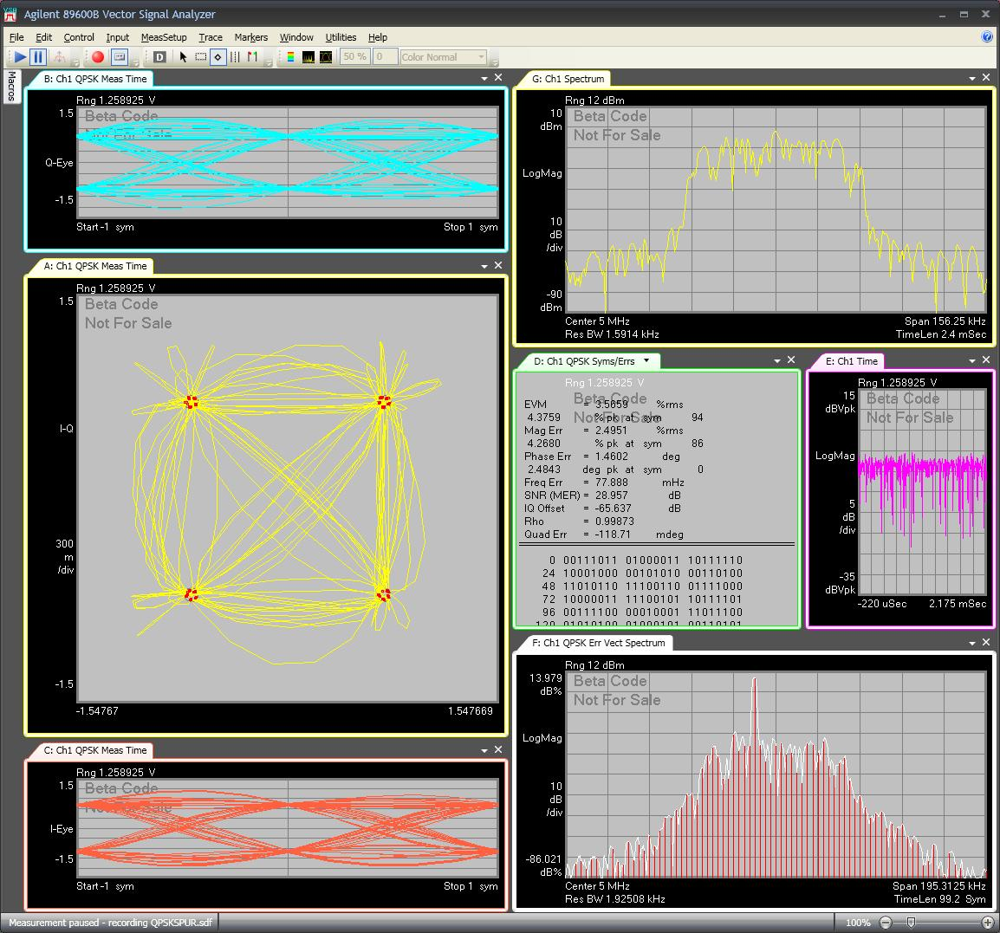 Agilent 89600B Vector Signal Analyzer
File Edit Control Input MeasSetup Trace Markers Window Utilities Help
D 50 % 0 Color Normal
Macros
B: Ch1 QPSK Meas Time
Rng 1.258925 V
1.5
Beta Code
Not For Sale
Q-Eye
-1.5
Start -1 sym Stop 1 sym
A: Ch1 QPSK Meas Time
Rng 1.258925 V
1.5
Beta Code
Not For Sale
I-Q
300
m
/div
-1.5
-1.54767 1.547669
C: Ch1 QPSK Meas Time
Rng 1.258925 V
1.5
Beta Code
Not For Sale
I-Eye
-1.5
Start -1 sym Stop 1 sym
G: Ch1 Spectrum
Rng 12 dBm
10
dBm
Beta Code
Not For Sale
LogMag
10
dB
/div
-90
dBm
Center 5 MHz Span 156.25 kHz
Res BW 1.5914 kHz TimeLen 2.4 mSec
D: Ch1 QPSK Syms/Errs
Rng 1.258925 V
Beta Code
Not For Sale
EVM = 3.5659 %rms
4.3759 % pk at sym 94
Mag Err = 2.4951 %rms
4.2680 % pk at sym 86
Phase Err = 1.4602 deg
2.4843 deg pk at sym 0
Freq Err = 77.888 mHz
SNR (MER) = 28.957 dB
IQ Offset = -65.637 dB
Rho = 0.99873
Quad Err = -118.71 mdeg
0 00111011 01000011 10111110
24 10001000 00101010 00110100
48 11010110 11100110 01111000
72 10000011 11100101 10111101
96 00111100 00010001 11011100
120 01010100 01000101 00110101
E: Ch1 Time
Rng 1.258925 V
15
dBVpk
Beta Code
Not For Sale
LogMag
5
dB
/div
-35
dBVpk
-220 uSec 2.175 mSec
F: Ch1 QPSK Err Vect Spectrum
Rng 12 dBm
13.979
dB%
Beta Code
Not For Sale
LogMag
10
dB
/div
-86.021
dB%
Center 5 MHz Span 195.3125 kHz
Res BW 1.92508 kHz TimeLen 99.2 Sym
Measurement paused - recording QPSKSPUR.sdf 100%